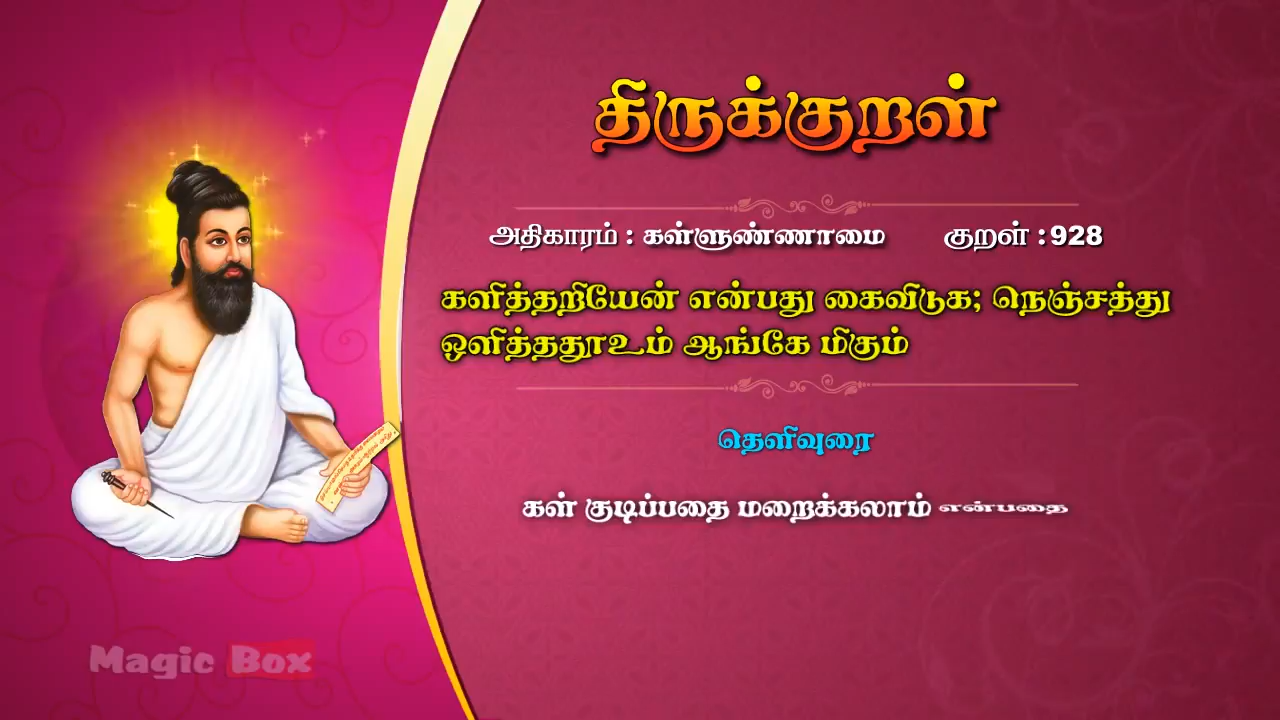 திருக்குறள்
அதிகாரம் : கள்ளுண்ணாமை குறள் :928
களித்தறியேன் என்பது கைவிடுக; நெஞ்சத்து
ஒளித்ததூஉம் ஆங்கே மிகும்
தெளிவுரை
கள் குடிப்பதை மறைக்கலாம் என்பதை
Magic Box